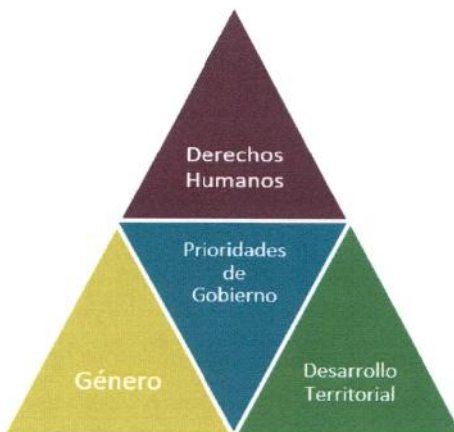 Derechos
Humanos
Prioridades
de
Gobierno
Género
Desarrollo
Territorial